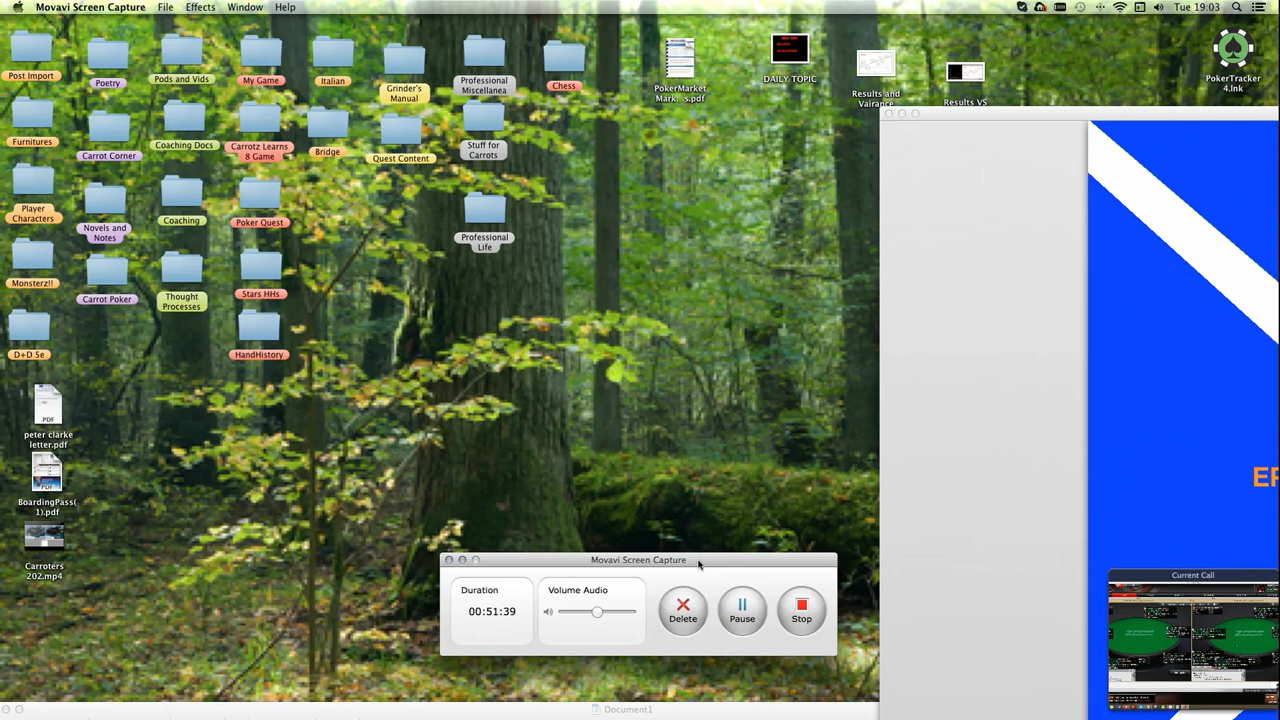 Movavi Screen Capture File Effects Window Help
Tue 19:03
Post Import
Poetry
Pods and Vids
My Game
Italian
Grinder's
Manual
Professional
Miscellanea
Chess
PokerMarket
Mark...s.pdf
DAILY TOPIC
Results and
Vairance
Results VS
PokerTracker
4.lnk
Furnitures
Carrot Corner
Coaching Docs
Carrotz Learns
8 Game
Bridge
Quest Content
Stuff for
Carrots
Player
Characters
Novels and
Notes
Coaching
Poker Quest
Professional
Life
Monsterz!!
Carrot Poker
Thought
Processes
Stars HHs
D+D 5e
HandHistory
PDF
peter clarke
letter.pdf
PDF
BoardingPass(
1).pdf
Carroters
202.mp4
Movavi Screen Capture
Duration
00:51:39
Volume Audio
Delete
Pause
Stop
Current Call
Document1